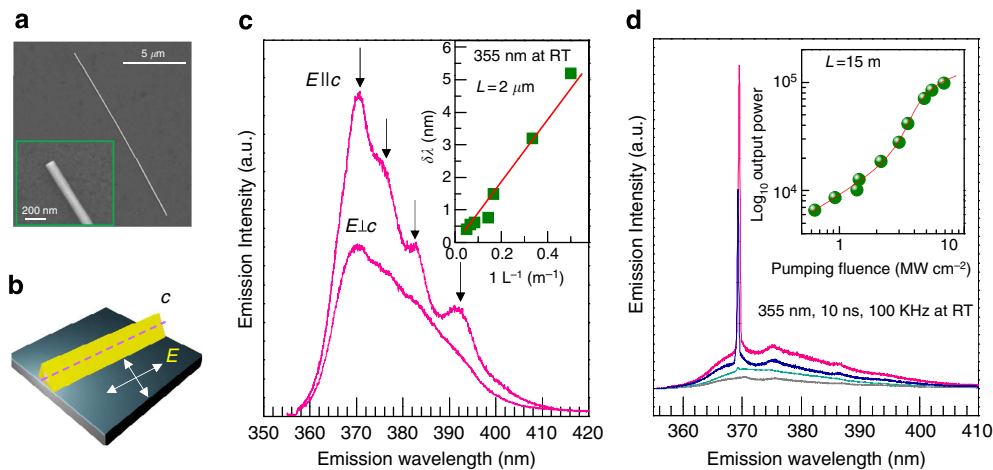 a
5 μm
200 nm
b
c
E
c
Emission Intensity (a.u.)
E||c
E⊥c
355 nm at RT
L=2 μm
δλ (nm)
6
5
4
3
2
1
0
0.0 0.2 0.4 0.6
1 L⁻¹ (m⁻¹)
350 360 370 380 390 400 410 420
Emission wavelength (nm)
d
Emission Intensity (a.u.)
L=15 m
Log₁₀ output power
10⁵
10⁴
1 10
Pumping fluence (MW cm⁻²)
355 nm, 10 ns, 100 KHz at RT
360 370 380 390 400 410
Emission wavelength (nm)